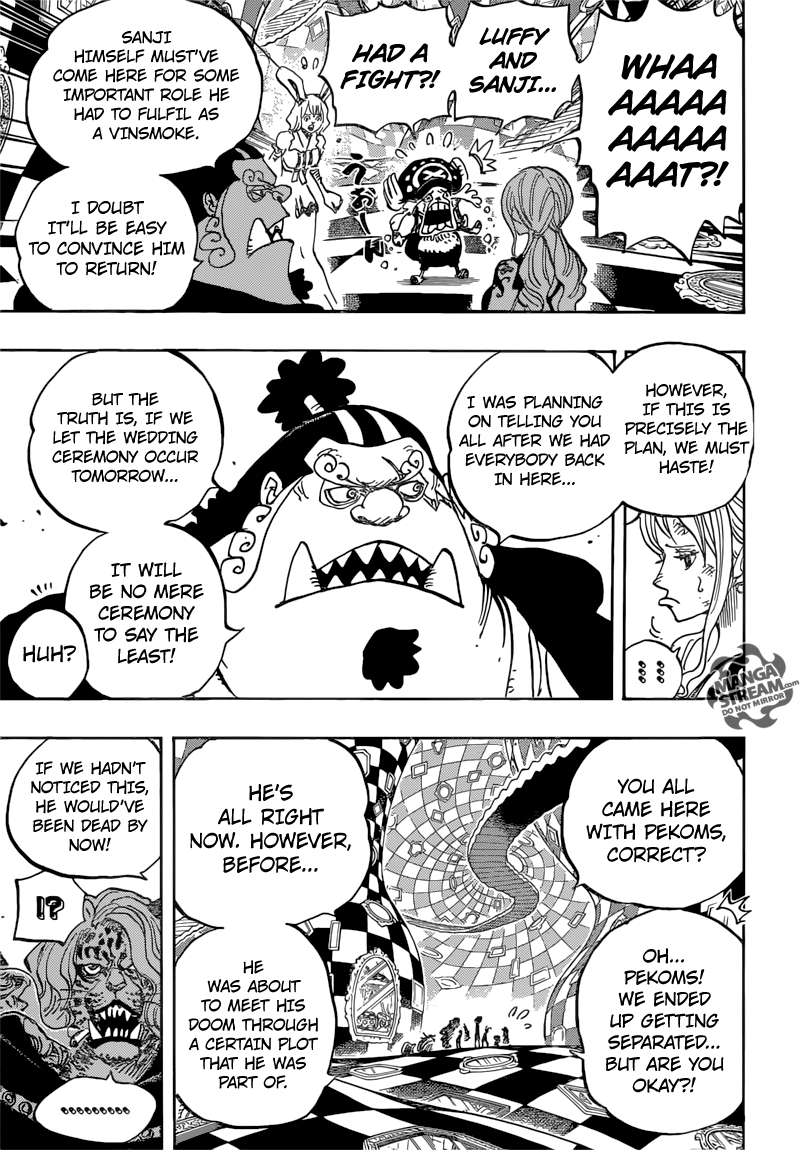 WHAA
AAAAA
AAAAA
AAAT?!
LUFFY
AND
SANJI...
HAD A
FIGHT?!
うおーん
SANJI
HIMSELF MUST'VE
COME HERE FOR SOME
IMPORTANT ROLE HE
HAD TO FULFIL AS
A VINSMOKE.
I DOUBT
IT'LL BE EASY
TO CONVINCE HIM
TO RETURN!
HOWEVER,
IF THIS IS
PRECISELY THE
PLAN, WE MUST
HASTE!
I WAS PLANNING
ON TELLING YOU
ALL AFTER WE HAD
EVERYBODY BACK
IN HERE...
BUT THE
TRUTH IS, IF WE
LET THE WEDDING
CEREMONY OCCUR
TOMORROW...
IT WILL
BE NO MERE
CEREMONY
TO SAY THE
LEAST!
HUH?
MANGA
STREAM.com
DO NOT MIRROR
YOU ALL
CAME HERE
WITH PEKOMS,
CORRECT?
OH...
PEKOMS!
WE ENDED
UP GETTING
SEPARATED...
BUT ARE YOU
OKAY?!
HE'S
ALL RIGHT
NOW. HOWEVER,
BEFORE...
HE
WAS ABOUT
TO MEET HIS
DOOM THROUGH
A CERTAIN PLOT
THAT HE WAS
PART OF.
IF WE HADN'T
NOTICED THIS,
HE WOULD'VE
BEEN DEAD BY
NOW!
!?
..........